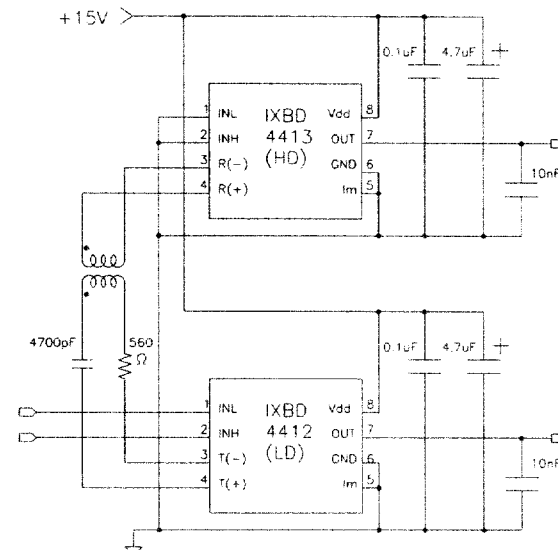 +15V
0.1uF 4.7uF +
1 INL IXBD Vdd 8
2 INH 4413 OUT 7
3 R(-) (HD) GND 6
4 R(+) Im 5
10nF
4700pF 560 Ω
0.1uF 4.7uF +
1 INL IXBD Vdd 8
2 INH 4412 OUT 7
3 T(-) (LD) GND 6
4 T(+) Im 5
10nF